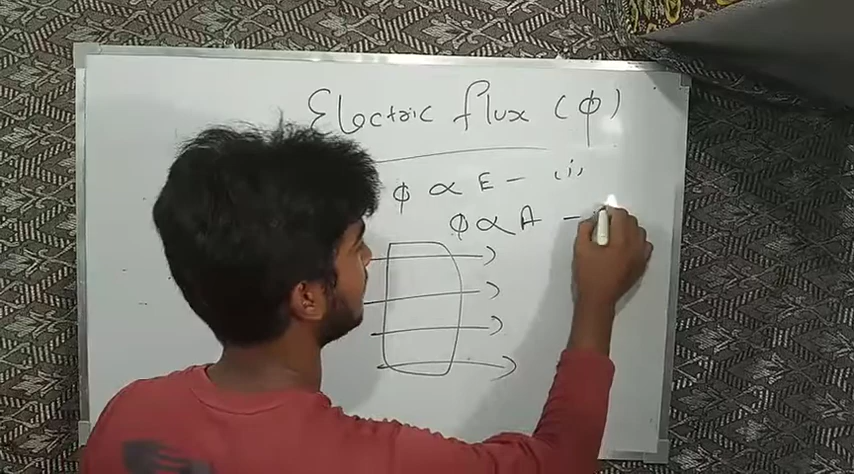 Electric flux (ϕ)
ϕ ∝ E - (i)
ϕ ∝ A -